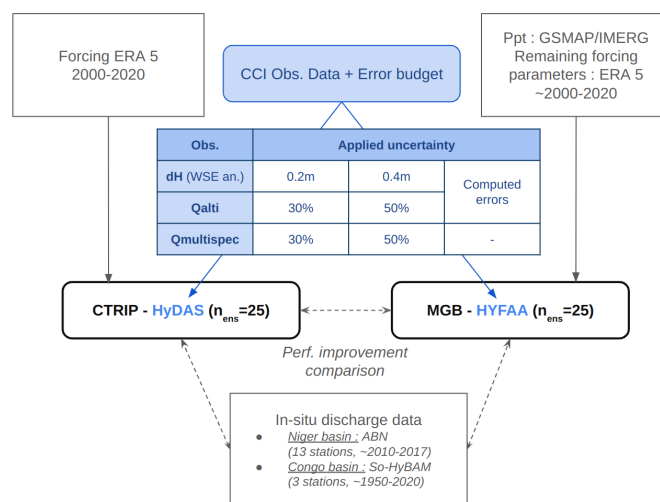 Forcing ERA 5
2000-2020
CCI Obs. Data + Error budget
Ppt : GSMAP/IMERG
Remaining forcing
parameters : ERA 5
~2000-2020
Obs. Applied uncertainty
dH (WSE an.) 0.2m 0.4m Computed
errors
Qalti 30% 50%
Qmultispec 30% 50% -
CTRIP - HyDAS (nens=25)
MGB - HYFAA (nens=25)
Perf. improvement
comparison
In-situ discharge data
● Niger basin : ABN
(13 stations, ~2010-2017)
● Congo basin : So-HyBAM
(3 stations, ~1950-2020)